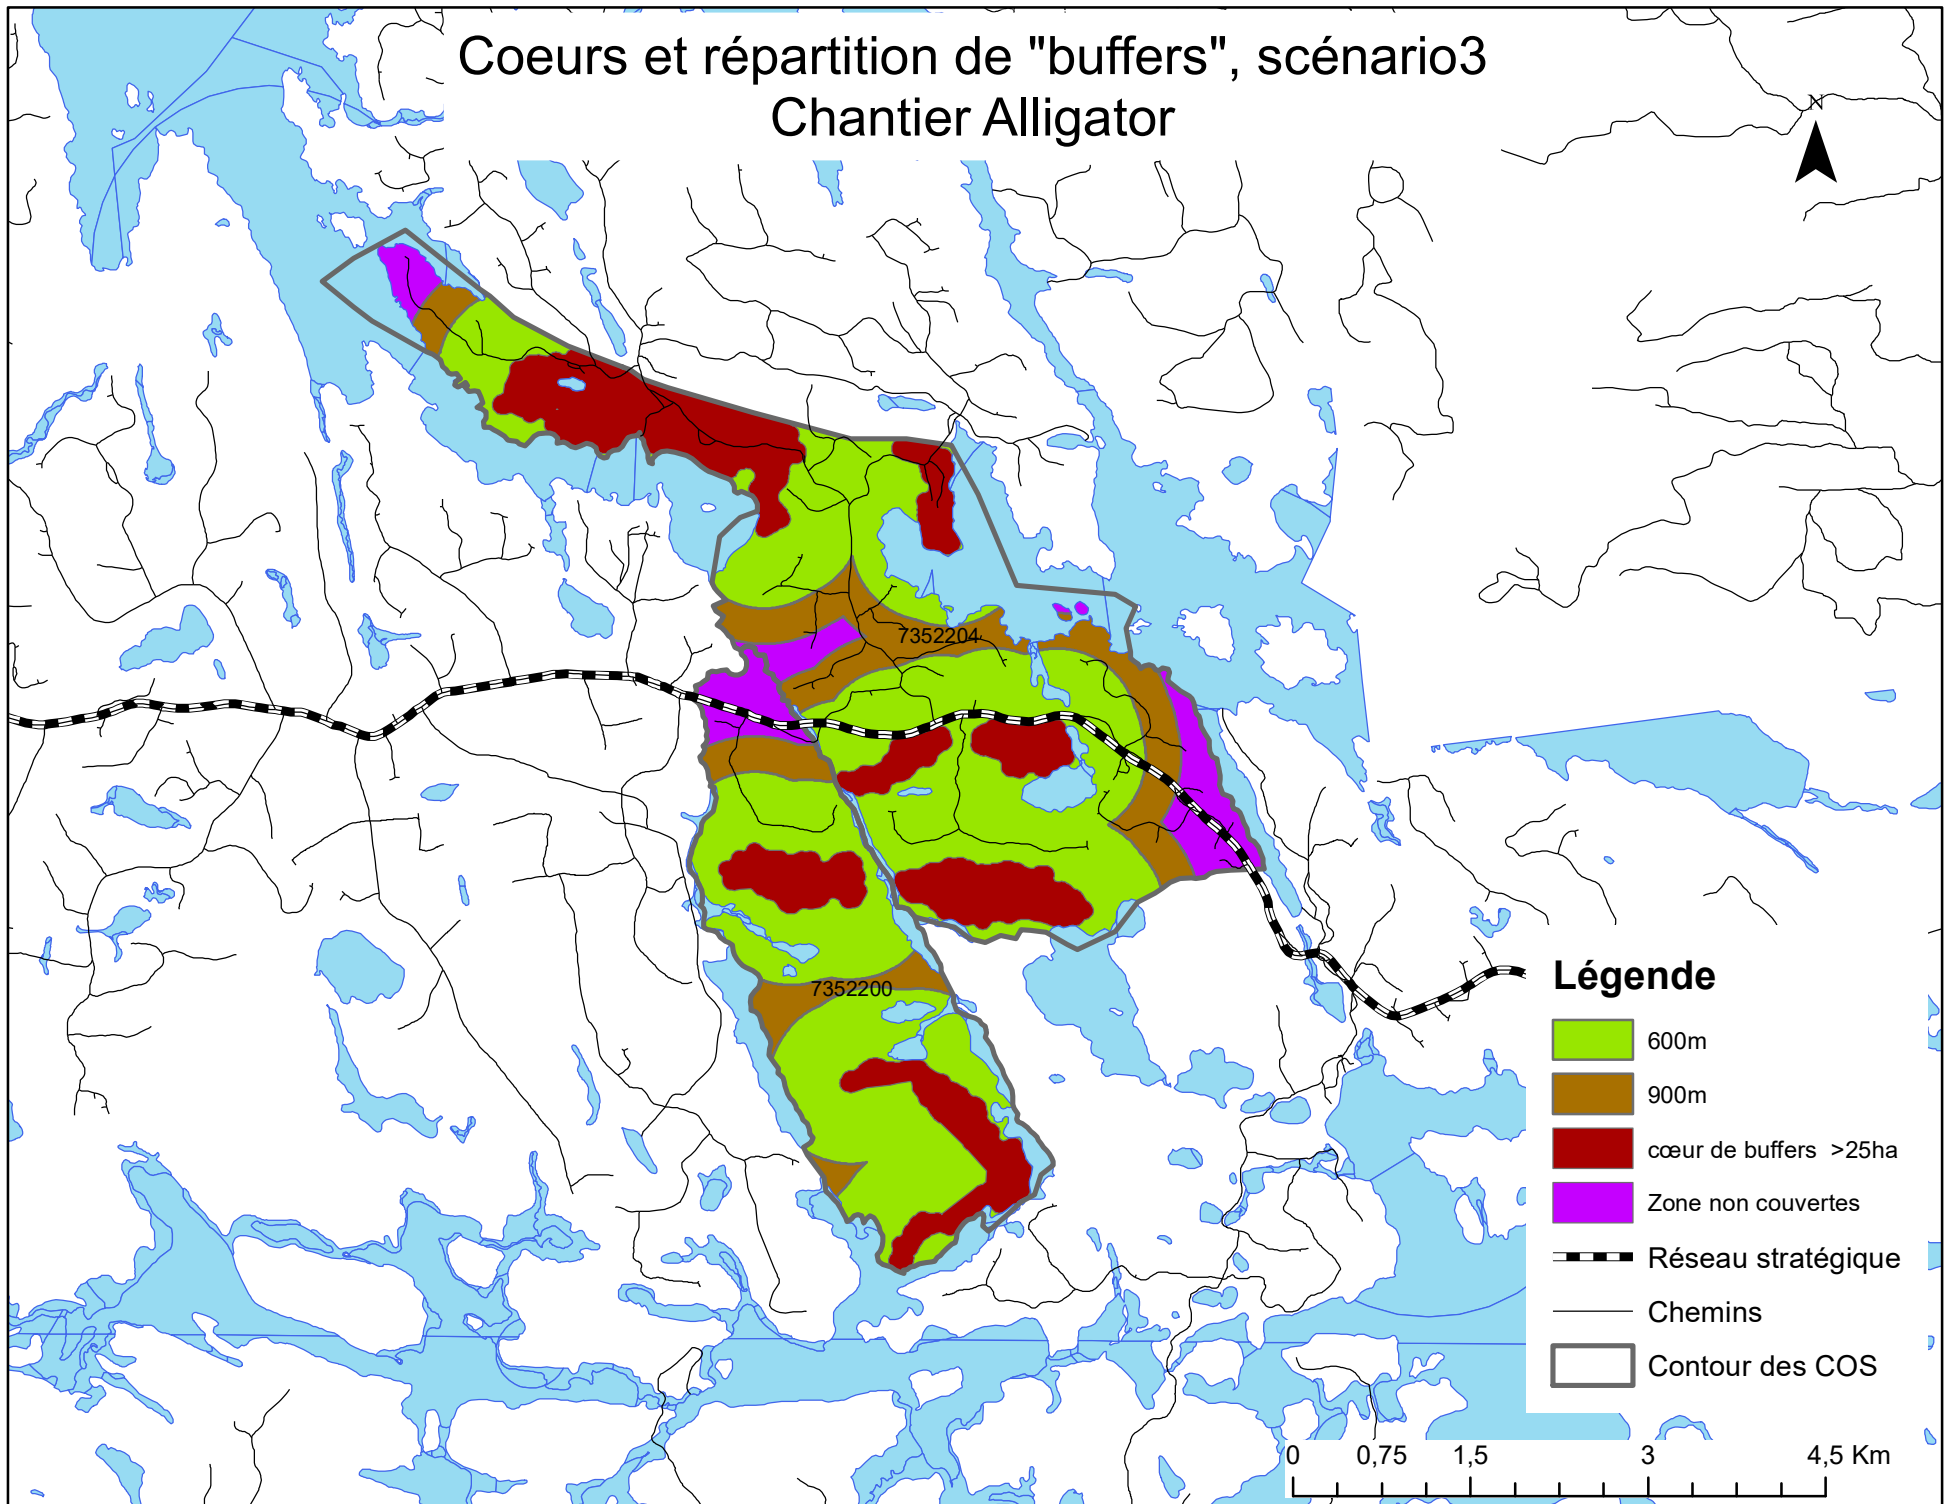 Coeurs et répartition de "buffers", scénario3
Chantier Alligator
N
7352204
7352200
Légende
600m
900m
cœur de buffers >25ha
Zone non couvertes
Réseau stratégique
Chemins
Contour des COS
0 0,75 1,5 3 4,5 Km